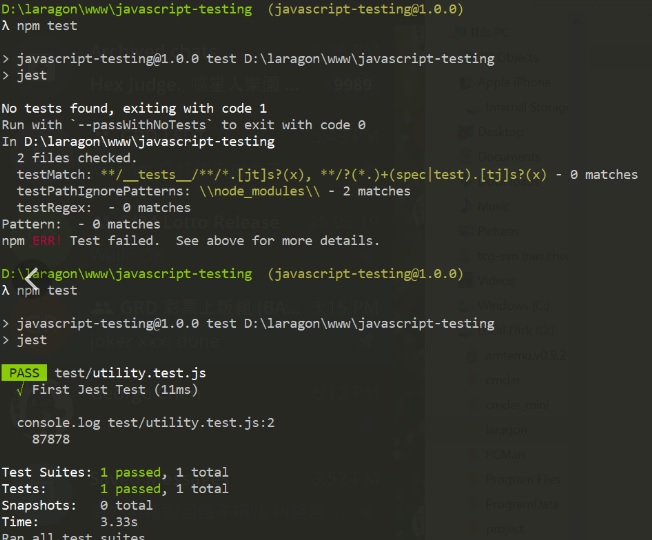 D:\laragon\www\javascript-testing (javascript-testing@1.0.0)
λ npm test
> javascript-testing@1.0.0 test D:\laragon\www\javascript-testing
> jest
No tests found, exiting with code 1
Run with `--passWithNoTests` to exit with code 0
In D:\laragon\www\javascript-testing
2 files checked.
testMatch: **/__tests__/**/*.[jt]s?(x), **/?(*.)+(spec|test).[tj]s?(x) - 0 matches
testPathIgnorePatterns: \\node_modules\\ - 2 matches
testRegex:  - 0 matches
Pattern:  - 0 matches
npm ERR! Test failed.  See above for more details.
D:\laragon\www\javascript-testing (javascript-testing@1.0.0)
λ npm test
> javascript-testing@1.0.0 test D:\laragon\www\javascript-testing
> jest
PASS test/utility.test.js
√ First Jest Test (11ms)
console.log test/utility.test.js:2
87878
Test Suites: 1 passed, 1 total
Tests: 1 passed, 1 total
Snapshots: 0 total
Time: 3.33s
Ran all test suites.